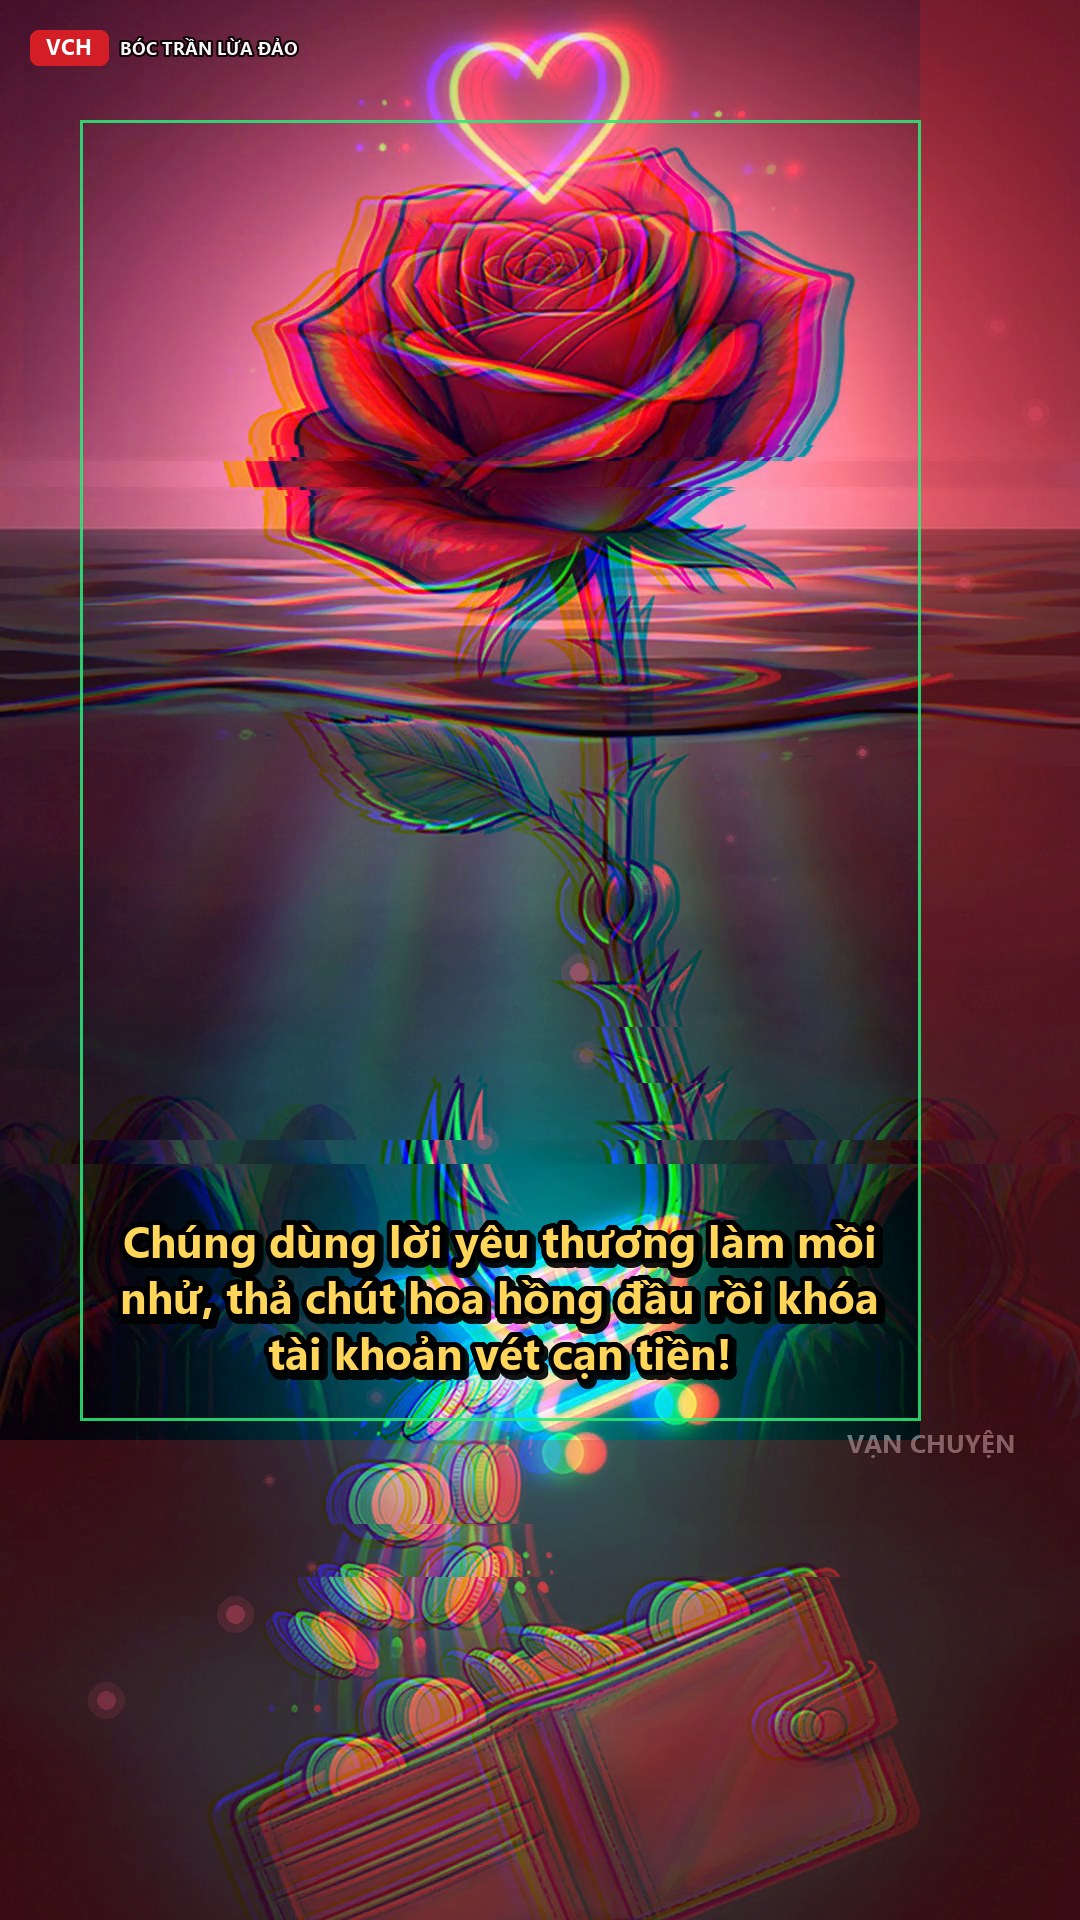 VCH BÓC TRẦN LỪA ĐẢO
Chúng dùng lời yêu thương làm mồi
nhử, thả chút hoa hồng đầu rồi khóa
tài khoản vét cạn tiền!
VẠN CHUYỆN